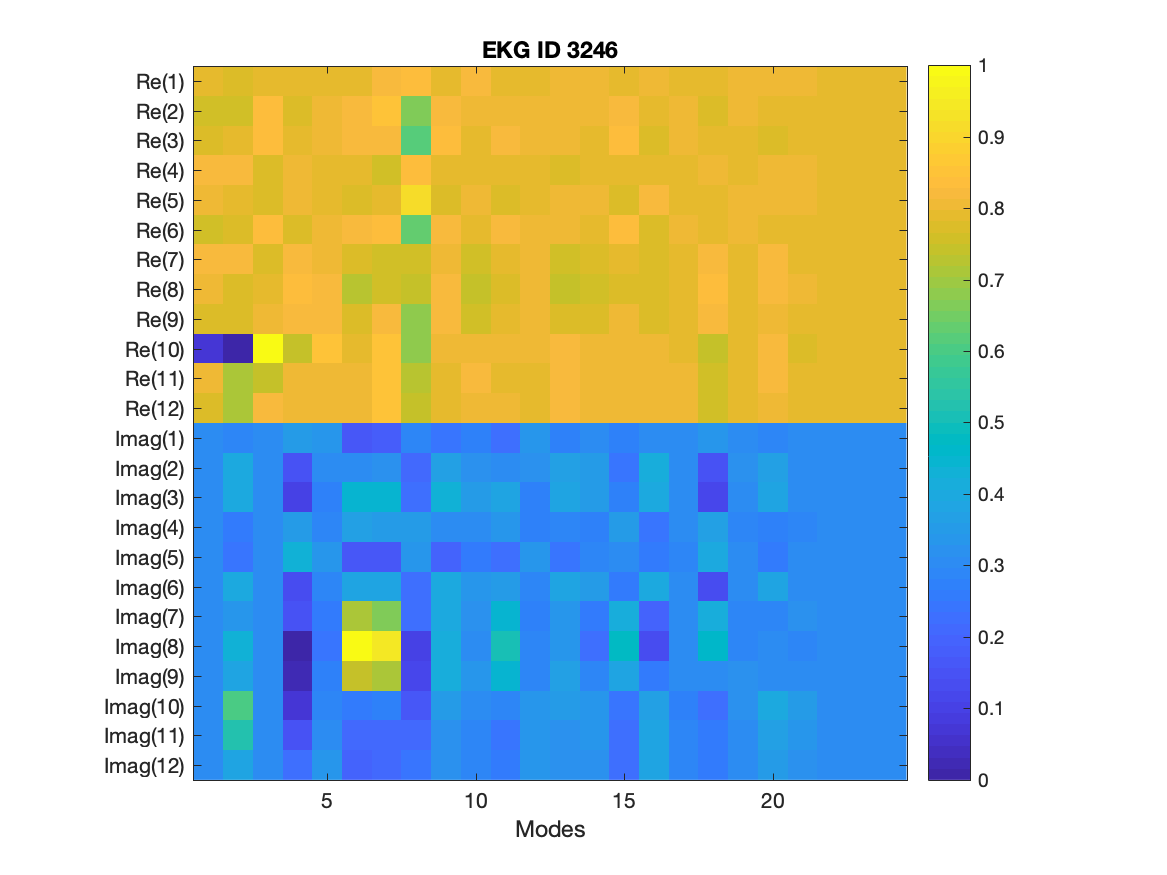 EKG ID 3246
Re(1)
Re(2)
Re(3)
Re(4)
Re(5)
Re(6)
Re(7)
Re(8)
Re(9)
Re(10)
Re(11)
Re(12)
Imag(1)
Imag(2)
Imag(3)
Imag(4)
Imag(5)
Imag(6)
Imag(7)
Imag(8)
Imag(9)
Imag(10)
Imag(11)
Imag(12)
5 10 15 20
Modes
1
0.9
0.8
0.7
0.6
0.5
0.4
0.3
0.2
0.1
0